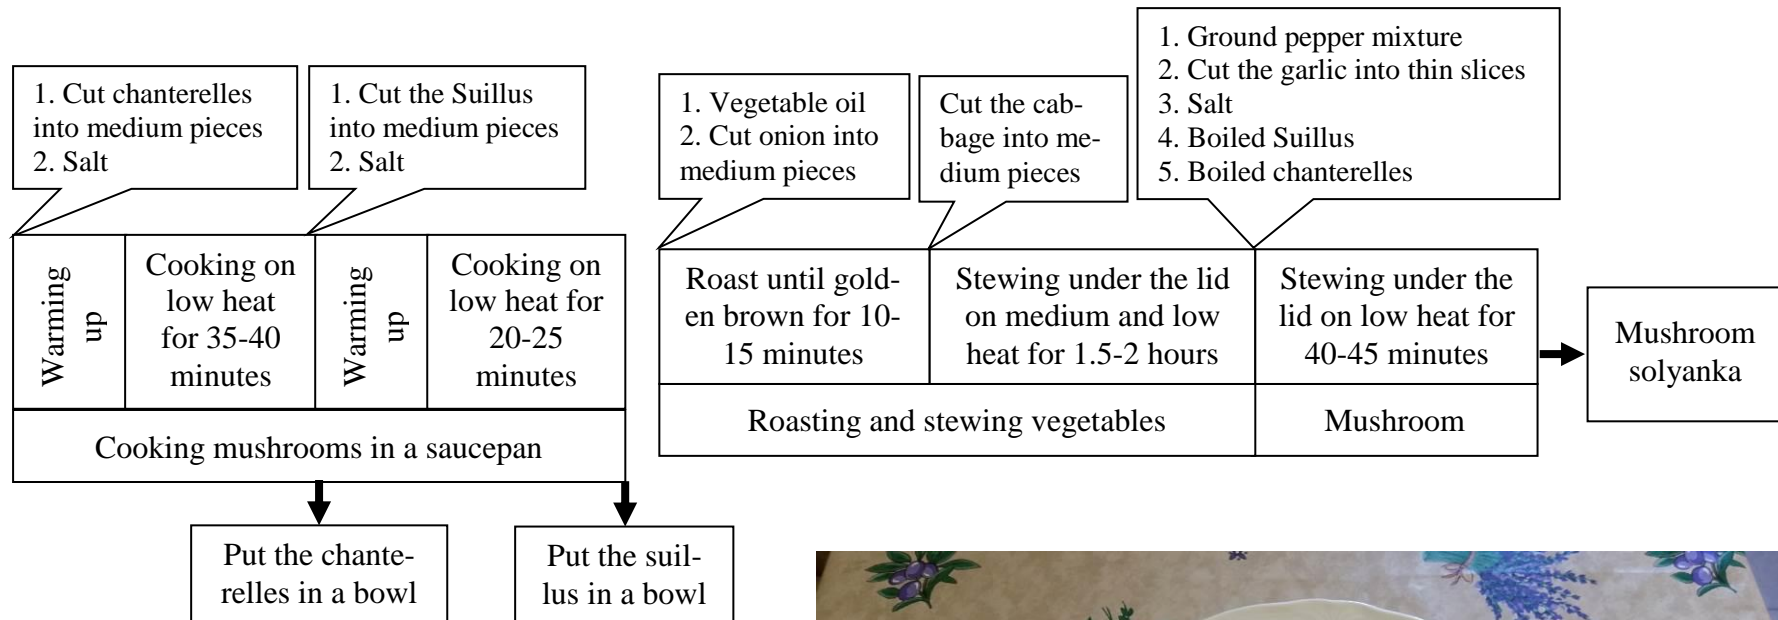 1. Cut chanterelles
into medium pieces
2. Salt
1. Cut the Suillus
into medium pieces
2. Salt
Warming
up
Cooking on
low heat
for 35-40
minutes
Warming
up
Cooking on
low heat for
20-25
minutes
Cooking mushrooms in a saucepan
Put the chante-
relles in a bowl
Put the suil-
lus in a bowl
1. Vegetable oil
2. Cut onion into
medium pieces
Cut the cab-
bage into me-
dium pieces
1. Ground pepper mixture
2. Cut the garlic into thin slices
3. Salt
4. Boiled Suillus
5. Boiled chanterelles
Roast until gold-
en brown for 10-
15 minutes
Stewing under the lid
on medium and low
heat for 1.5-2 hours
Stewing under the
lid on low heat for
40-45 minutes
Roasting and stewing vegetables
Mushroom
Mushroom
solyanka